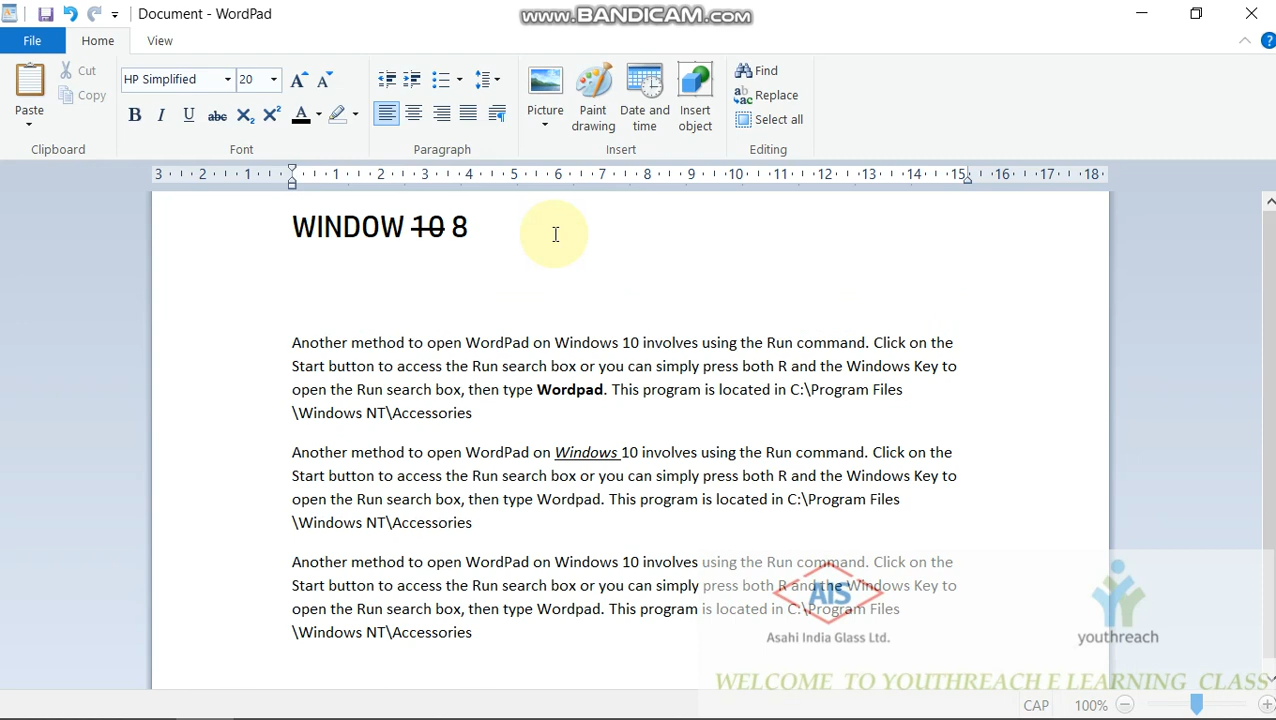 Document - WordPad
www.BANDICAM.com
File
Home
View
Paste
Cut
Copy
Clipboard
HP Simplified
20
A
A
B
I
U
abc
X₂
X²
A
Font
Paragraph
Picture
Paint
drawing
Date and
time
Insert
object
Insert
Find
Replace
Select all
Editing
3 2 1 1 2 3 4 5 6 7 8 9 10 11 12 13 14 15 16 17 18
WINDOW 10 8
Another method to open WordPad on Windows 10 involves using the Run command. Click on the
Start button to access the Run search box or you can simply press both R and the Windows Key to
open the Run search box, then type Wordpad. This program is located in C:\Program Files
\Windows NT\Accessories
Another method to open WordPad on Windows 10 involves using the Run command. Click on the
Start button to access the Run search box or you can simply press both R and the Windows Key to
open the Run search box, then type Wordpad. This program is located in C:\Program Files
\Windows NT\Accessories
Another method to open WordPad on Windows 10 involves using the Run command. Click on the
Start button to access the Run search box or you can simply press both R and the Windows Key to
open the Run search box, then type Wordpad. This program is located in C:\Program Files
\Windows NT\Accessories
AIS
Asahi India Glass Ltd.
youthreach
WELCOME TO YOUTHREACH E LEARNING CLASS
CAP
100%